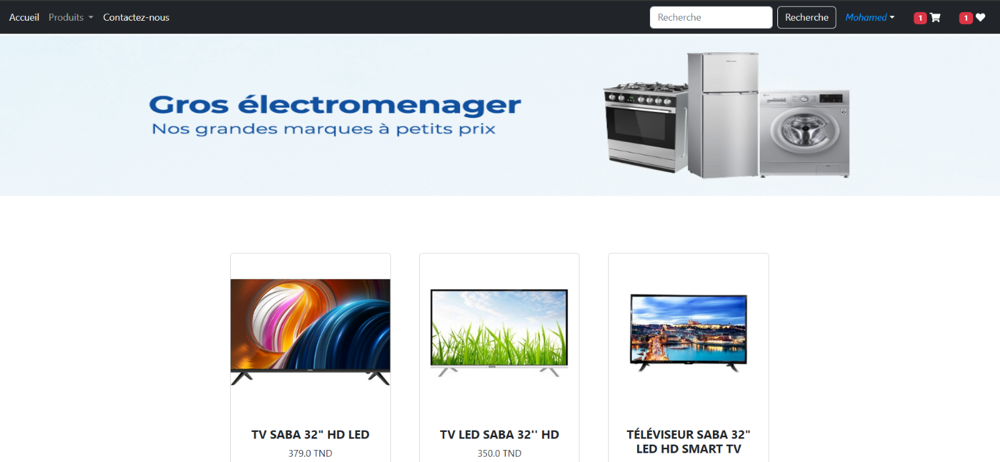 Accueil Produits Contactez-nous Recherche Recherche Mohamed 1 1
Gros électromenager
Nos grandes marques à petits prix
TV SABA 32" HD LED
379.0 TND
TV LED SABA 32'' HD
350.0 TND
TÉLÉVISEUR SABA 32"
LED HD SMART TV